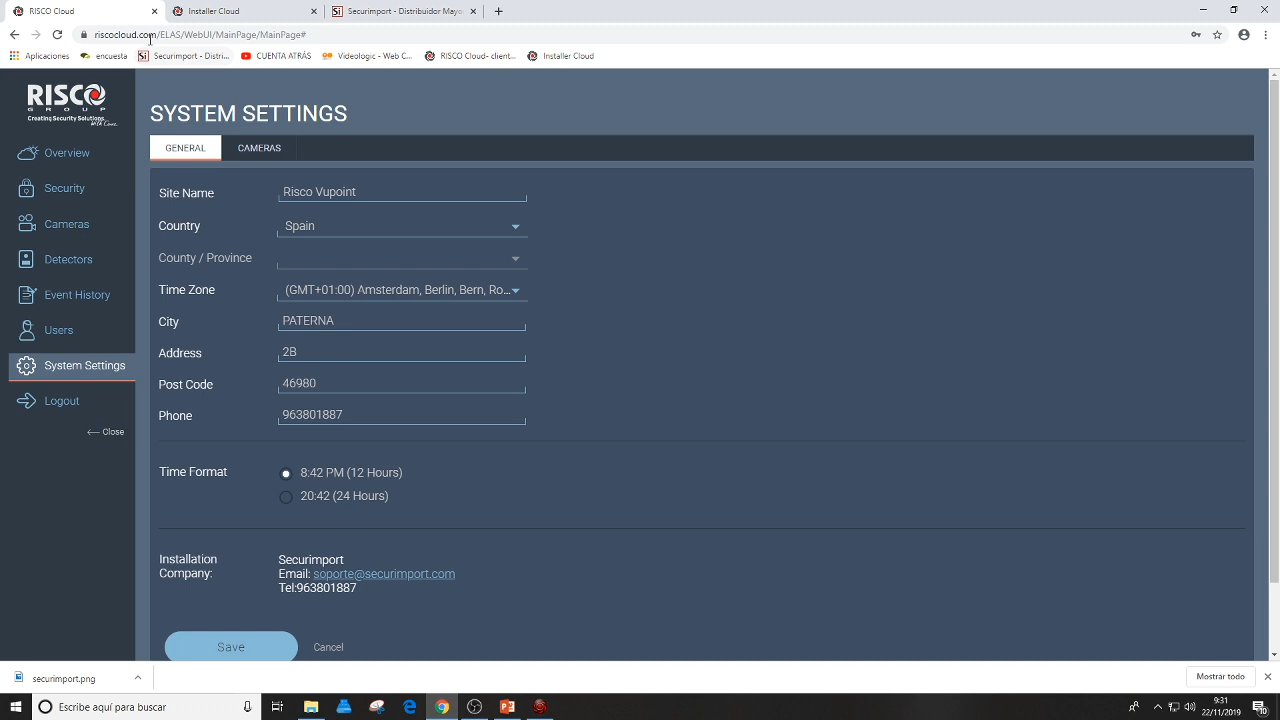 RISCO Cloud
Installer Cloud
Securimport - Distribuidor Mayo
riscocloud.com/ELAS/WebUI/MainPage/MainPage#
Aplicaciones
encuesta
Securimport - Distri...
CUENTA ATRÁS
Videologic - Web C...
RISCO Cloud- client...
Installer Cloud
RISCO
GROUP
Creating Security Solutions
With Care
Overview
Security
Cameras
Detectors
Event History
Users
System Settings
Logout
Close
SYSTEM SETTINGS
GENERAL
CAMERAS
Site Name Risco Vupoint
Country Spain
County / Province
Time Zone (GMT+01:00) Amsterdam, Berlin, Bern, Ro...
City PATERNA
Address 2B
Post Code 46980
Phone 963801887
Time Format 8:42 PM (12 Hours)
20:42 (24 Hours)
Installation
Company:
Securimport
Email: soporte@securimport.com
Tel:963801887
Save
Cancel
securimport.png
Mostrar todo
Escribe aquí para buscar
9:31
22/11/2019